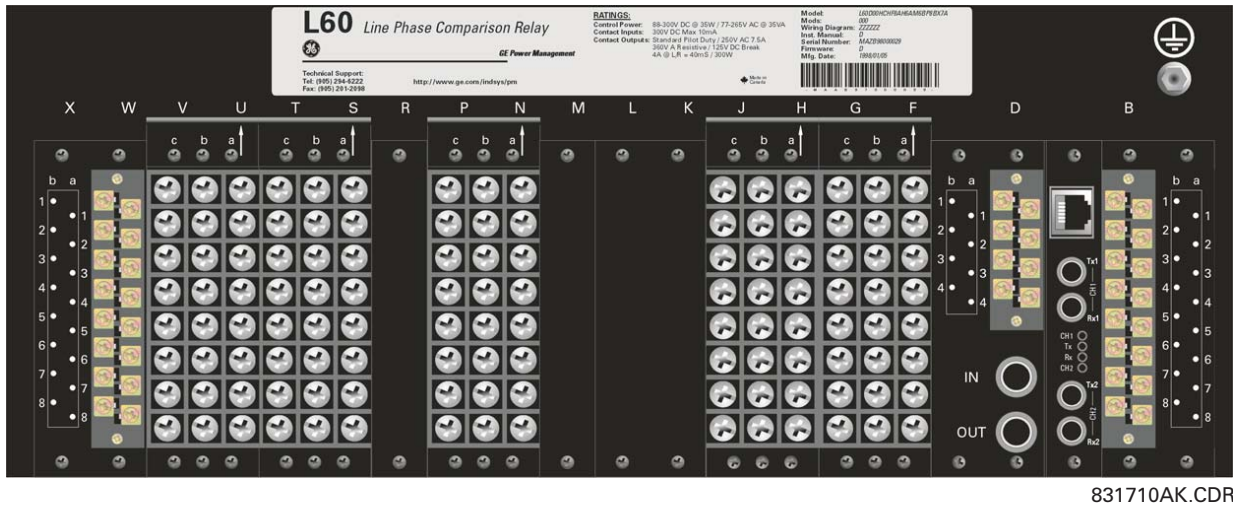 L60 Line Phase Comparison Relay
GE Power Management
Technical Support:
Tel: (905) 294-6222
Fax: (905) 201-2098
http://www.ge.com/indsys/pm
RATINGS:
Control Power: 88-300V DC @ 35W / 77-265V AC @ 35VA
Contact Inputs: 300V DC Max 10mA
Contact Outputs: Standard Pilot Duty / 250V AC 7.5A
360V A Resistive / 125V DC Break
4A @ L/R = 40mS / 300W
Made in
Canada
Model: L60D00HCHF8AH6AM6BP8BX7A
Mods: 000
Wiring Diagram: ZZZZZZ
Inst. Manual: D
Serial Number: MAZB98000029
Firmware: D
Mfg. Date: 1998/01/05
X W V U T S R P N M L K J H G F D B
c b a c b a c b a c b a c b a
b a
1 1
2 2
3 3
4 4
5 5
6 6
7 7
8 8
b a
1 1
2 2
3 3
4 4
IN
OUT
Tx1
CH1
Rx1
CH1
Tx
Rx
CH2
Tx2
CH2
Rx2
b a
1 1
2 2
3 3
4 4
5 5
6 6
7 7
8 8
831710AK.CDR